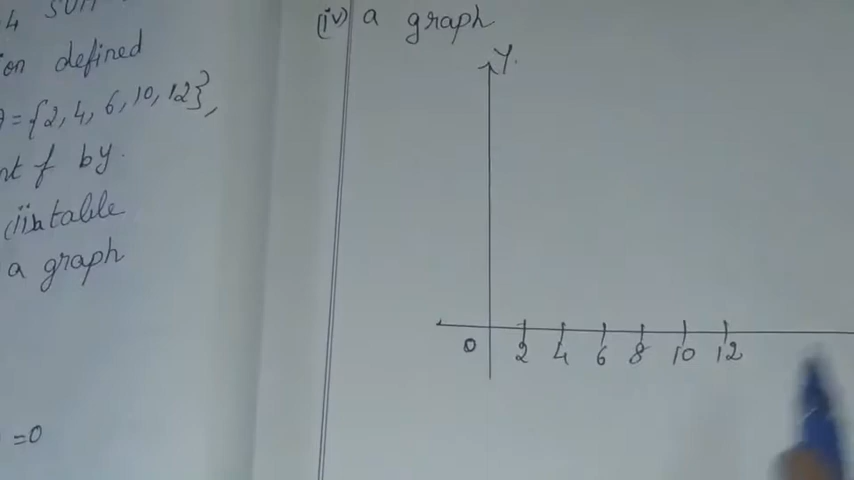 4 SUM
on defined
= {2, 4, 6, 10, 12},
nt f by.
(ii) a table
a graph
=0
(iv) a graph
Y.
0 2 4 6 8 10 12